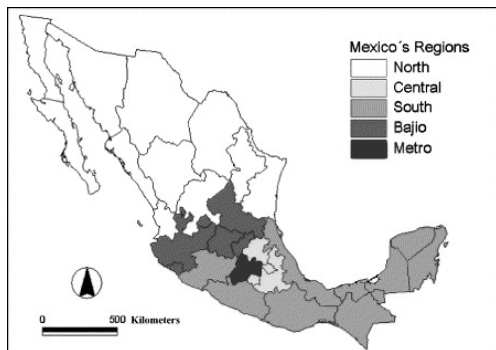 Mexico´s Regions
North
Central
South
Bajio
Metro
0 500 Kilometers